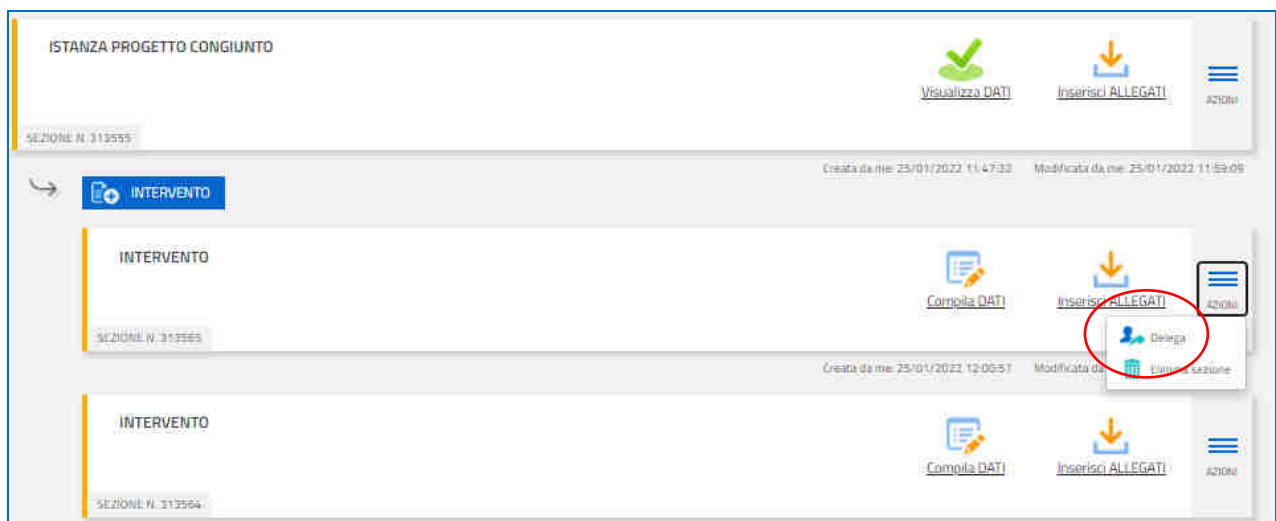 ISTANZA PROGETTO CONGIUNTO
Visualizza DATI
Inserisci ALLEGATI
AZIONI
SEZIONE N. 313555
Creata da me: 25/01/2022 11:47:32 Modificata da me: 25/01/2022 11:59:09
INTERVENTO
INTERVENTO
Compila DATI
Inserisci ALLEGATI
AZIONI
Delega
SEZIONE N. 313565
Elimina sezione
Creata da me: 25/01/2022 12:00:57 Modificata da
INTERVENTO
Compila DATI
Inserisci ALLEGATI
AZIONI
SEZIONE N. 313564